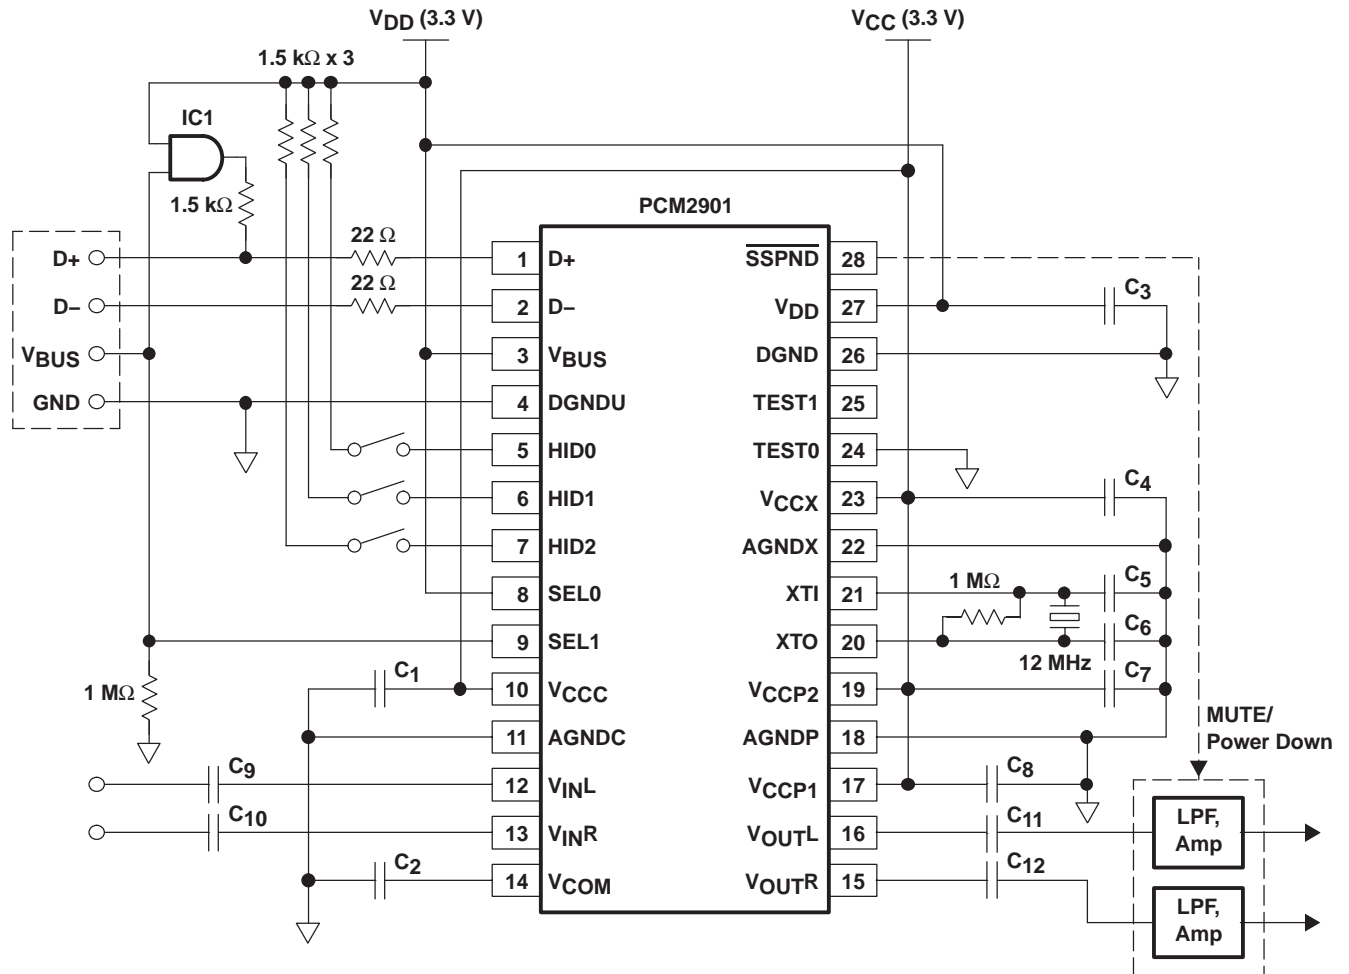 VDD (3.3 V)
VCC (3.3 V)
1.5 kΩ x 3
IC1
1.5 kΩ
PCM2901
D+
22 Ω
1 D+
SSPND 28
D−
22 Ω
2 D−
VDD 27
C3
VBUS
3 VBUS
DGND 26
GND
4 DGNDU
TEST1 25
5 HID0
TEST0 24
6 HID1
VCCX 23
C4
7 HID2
AGNDX 22
8 SEL0
XTI 21
1 MΩ
C5
9 SEL1
XTO 20
12 MHz
C6
1 MΩ
C1
10 VCCC
VCCP2 19
C7
11 AGNDC
AGNDP 18
MUTE/
Power Down
C9
12 VINL
VCCP1 17
C8
C10
13 VINR
VOUTL 16
C11
LPF,
Amp
C2
14 VCOM
VOUTR 15
C12
LPF,
Amp